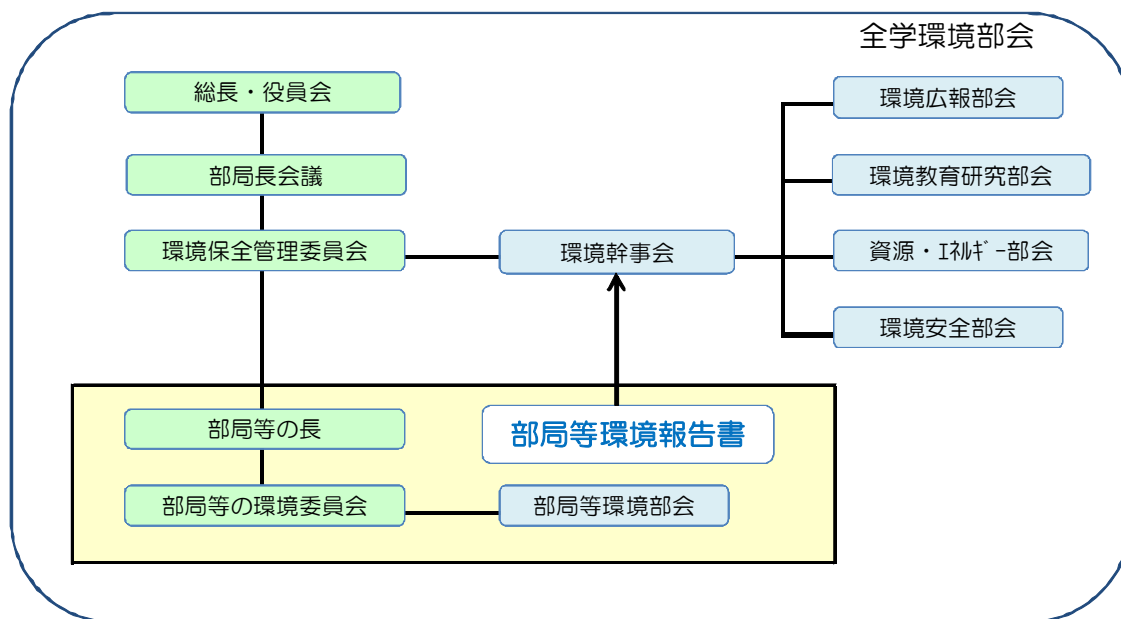 全学環境部会
総長・役員会
部局長会議
環境保全管理委員会
環境幹事会
環境広報部会
環境教育研究部会
資源・ｴﾈﾙｷﾞｰ部会
環境安全部会
部局等の長
部局等環境報告書
部局等の環境委員会
部局等環境部会